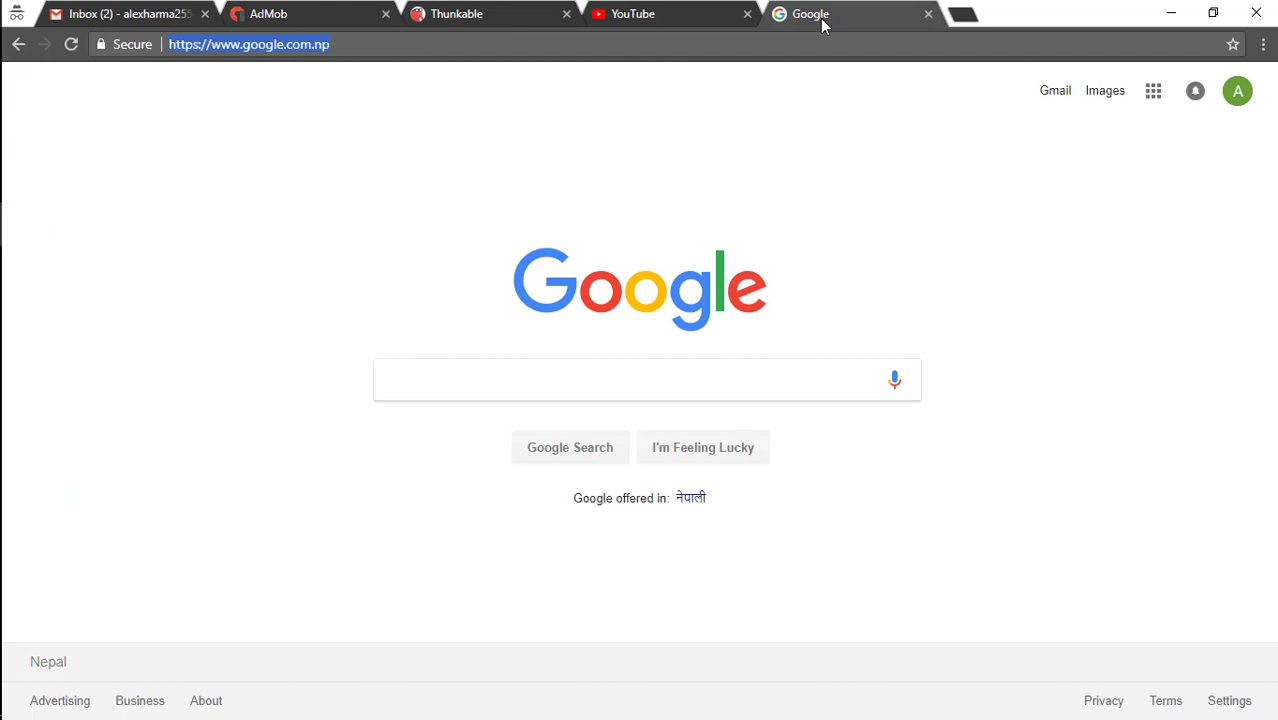 Inbox (2) - alexharma255
AdMob
Thunkable
YouTube
Google
Secure
https://www.google.com.np
Gmail
Images
A
Google
Google Search
I'm Feeling Lucky
Google offered in: नेपाली
Nepal
Advertising
Business
About
Privacy
Terms
Settings